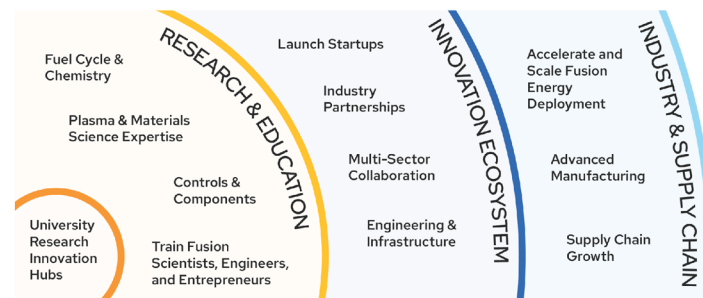 University
Research
Innovation
Hubs
Fuel Cycle &
Chemistry
Plasma & Materials
Science Expertise
Controls &
Components
Train Fusion
Scientists, Engineers,
and Entrepreneurs
RESEARCH & EDUCATION
Launch Startups
Industry
Partnerships
Multi-Sector
Collaboration
Engineering &
Infrastructure
INNOVATION ECOSYSTEM
Accelerate and
Scale Fusion
Energy
Deployment
Advanced
Manufacturing
Supply Chain
Growth
INDUSTRY & SUPPLY CHAIN